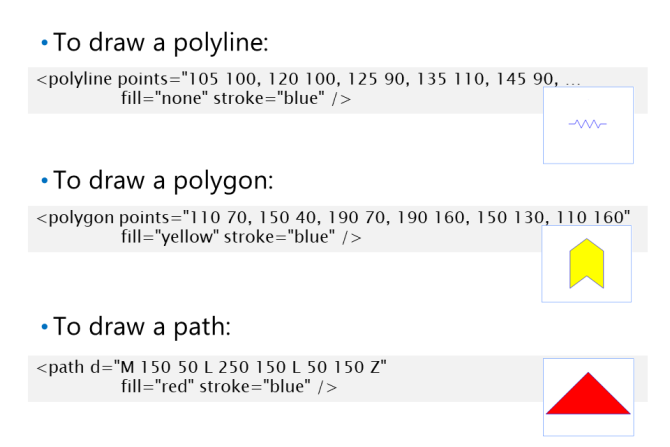 • To draw a polyline:
<polyline points="105 100, 120 100, 125 90, 135 110, 145 90, ...
fill="none" stroke="blue" />
• To draw a polygon:
<polygon points="110 70, 150 40, 190 70, 190 160, 150 130, 110 160"
fill="yellow" stroke="blue" />
• To draw a path:
<path d="M 150 50 L 250 150 L 50 150 Z"
fill="red" stroke="blue" />